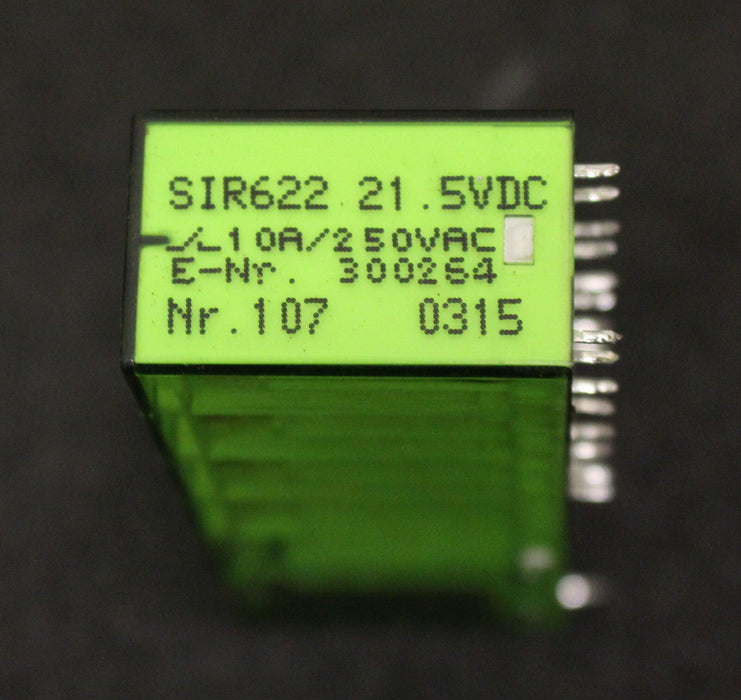 SIR622 21.5VDC
10A/250VAC
E-Nr. 300264
Nr.107 0315